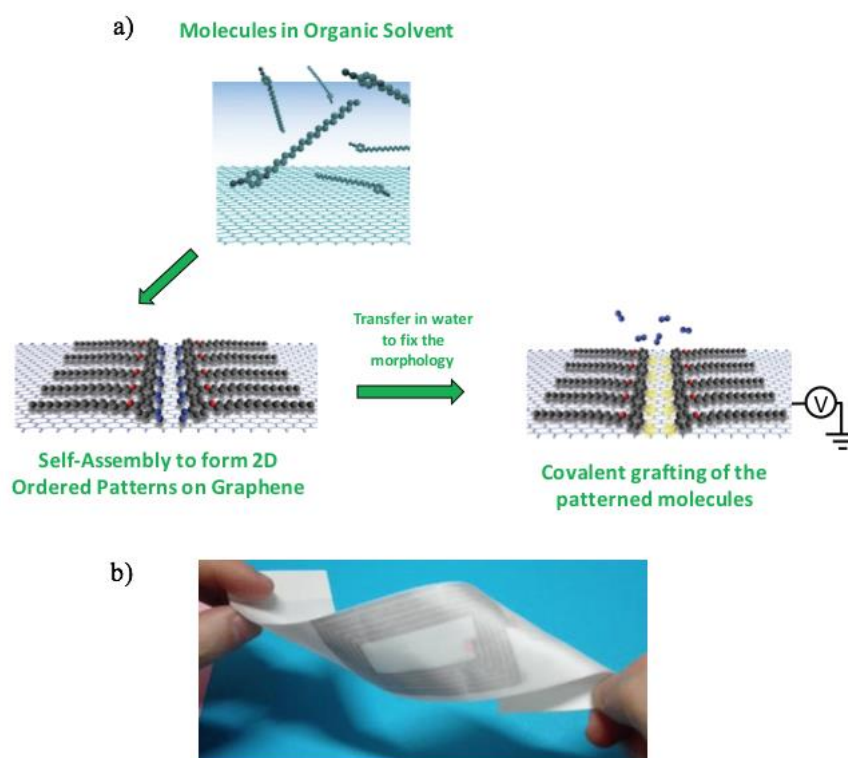 a)
Molecules in Organic Solvent
Transfer in water
to fix the
morphology
V
Self-Assembly to form 2D
Ordered Patterns on Graphene
Covalent grafting of the
patterned molecules
b)